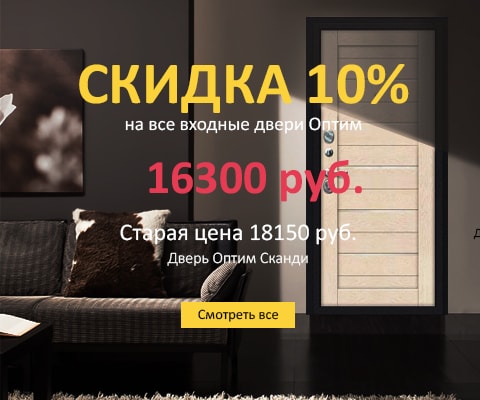 СКИДКА 10%
на все входные двери Оптим
16300 руб.
Старая цена 18150 руб.
Дверь Оптим Сканди
Смотреть все